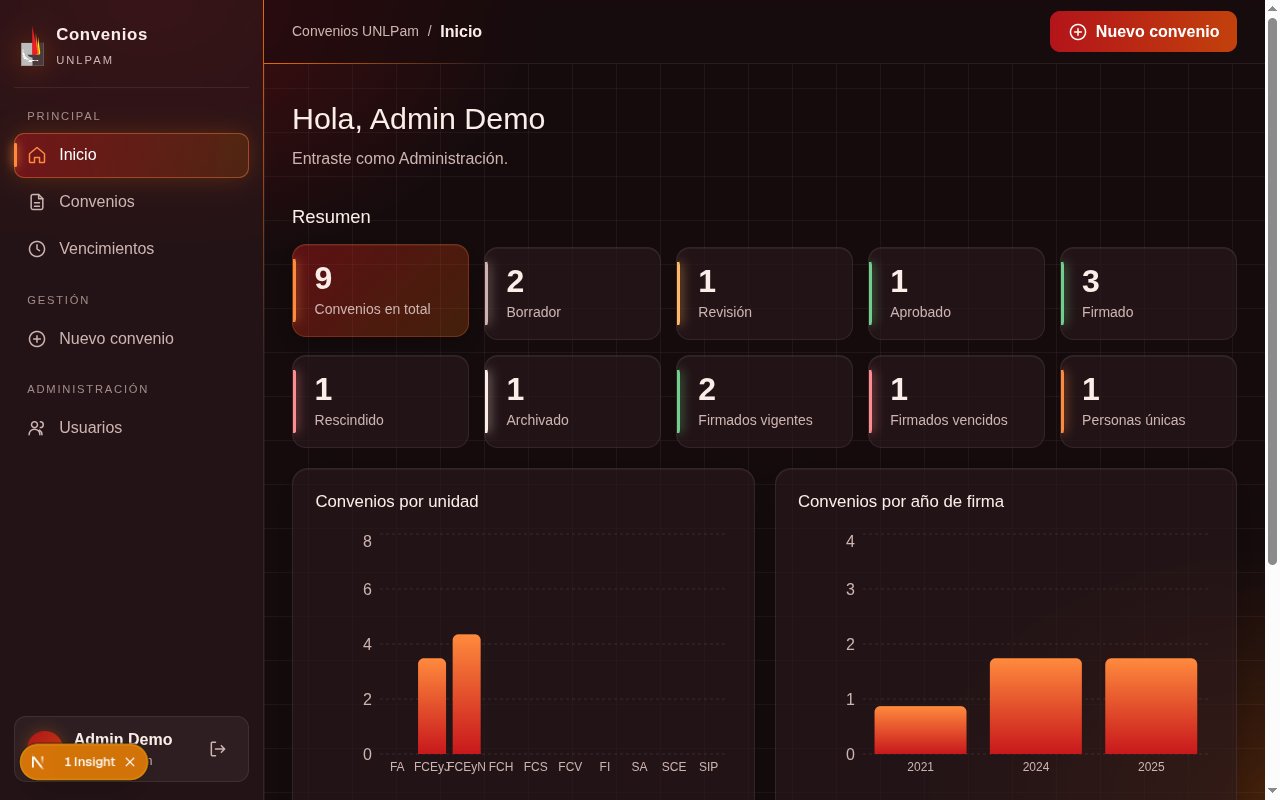 Convenios
UNLPAM
PRINCIPAL
Inicio
Convenios
Vencimientos
GESTIÓN
Nuevo convenio
ADMINISTRACIÓN
Usuarios
Admin Demo
1 Insight
Convenios UNLPam / Inicio
Nuevo convenio
Hola, Admin Demo
Entraste como Administración.
Resumen
9
Convenios en total
2
Borrador
1
Revisión
1
Aprobado
3
Firmado
1
Rescindido
1
Archivado
2
Firmados vigentes
1
Firmados vencidos
1
Personas únicas
Convenios por unidad
8
6
4
2
0
FA FCEyJ FCEyN FCH FCS FCV FI SA SCE SIP
Convenios por año de firma
4
3
2
1
0
2021 2024 2025